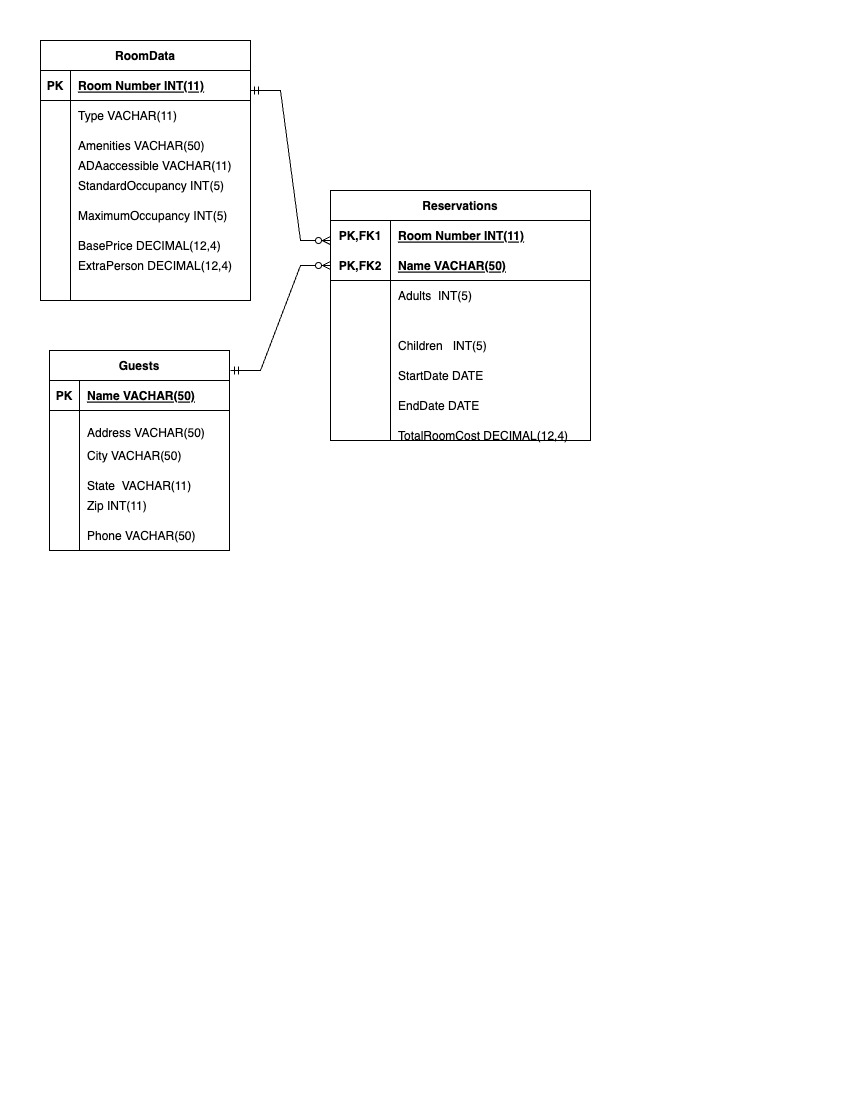 RoomData
PK Room Number INT(11)
Type VACHAR(11)
Amenities VACHAR(50)
ADAaccessible VACHAR(11)
StandardOccupancy INT(5)
MaximumOccupancy INT(5)
BasePrice DECIMAL(12,4)
ExtraPerson DECIMAL(12,4)
Reservations
PK,FK1 Room Number INT(11)
PK,FK2 Name VACHAR(50)
Adults INT(5)
Children INT(5)
StartDate DATE
EndDate DATE
TotalRoomCost DECIMAL(12,4)
Guests
PK Name VACHAR(50)
Address VACHAR(50)
City VACHAR(50)
State VACHAR(11)
Zip INT(11)
Phone VACHAR(50)